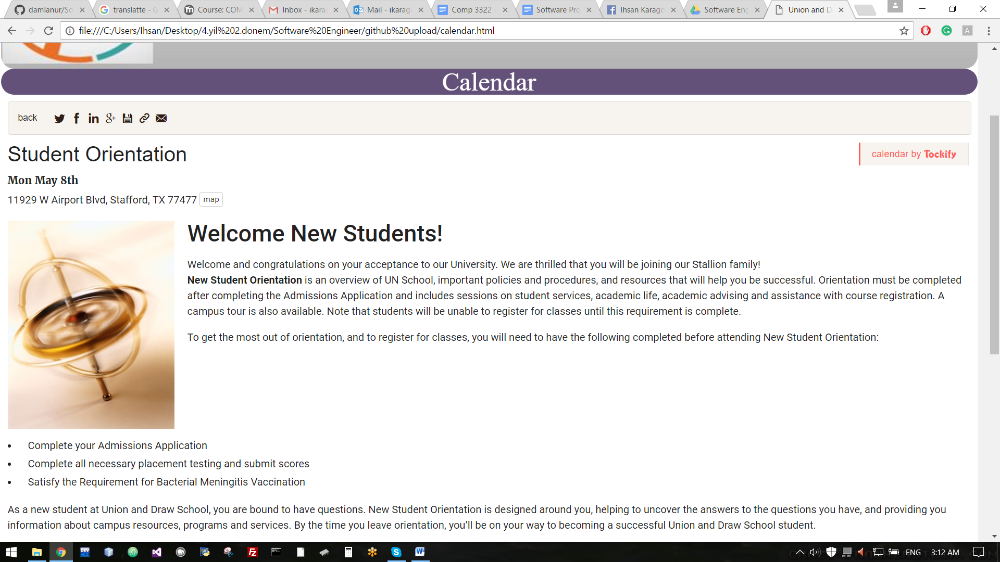 damlanur/So
translatte - G
Course: COM
Inbox - ikarag
Mail - ikarag
Comp 3322 -
Software Pro
Ihsan Karago
Software Eng
Union and D
file:///C:/Users/Ihsan/Desktop/4.yil%202.donem/Software%20Engineer/github%20upload/calendar.html
Calendar
back
Student Orientation
calendar by Tockify
Mon May 8th
11929 W Airport Blvd, Stafford, TX 77477 map
Welcome New Students!
Welcome and congratulations on your acceptance to our University. We are thrilled that you will be joining our Stallion family!
New Student Orientation is an overview of UN School, important policies and procedures, and resources that will help you be successful. Orientation must be completed
after completing the Admissions Application and includes sessions on student services, academic life, academic advising and assistance with course registration. A
campus tour is also available. Note that students will be unable to register for classes until this requirement is complete.
To get the most out of orientation, and to register for classes, you will need to have the following completed before attending New Student Orientation:
• Complete your Admissions Application
• Complete all necessary placement testing and submit scores
• Satisfy the Requirement for Bacterial Meningitis Vaccination
As a new student at Union and Draw School, you are bound to have questions. New Student Orientation is designed around you, helping to uncover the answers to the questions you have, and providing you
information about campus resources, programs and services. By the time you leave orientation, you’ll be on your way to becoming a successful Union and Draw School student.
ENG 3:12 AM